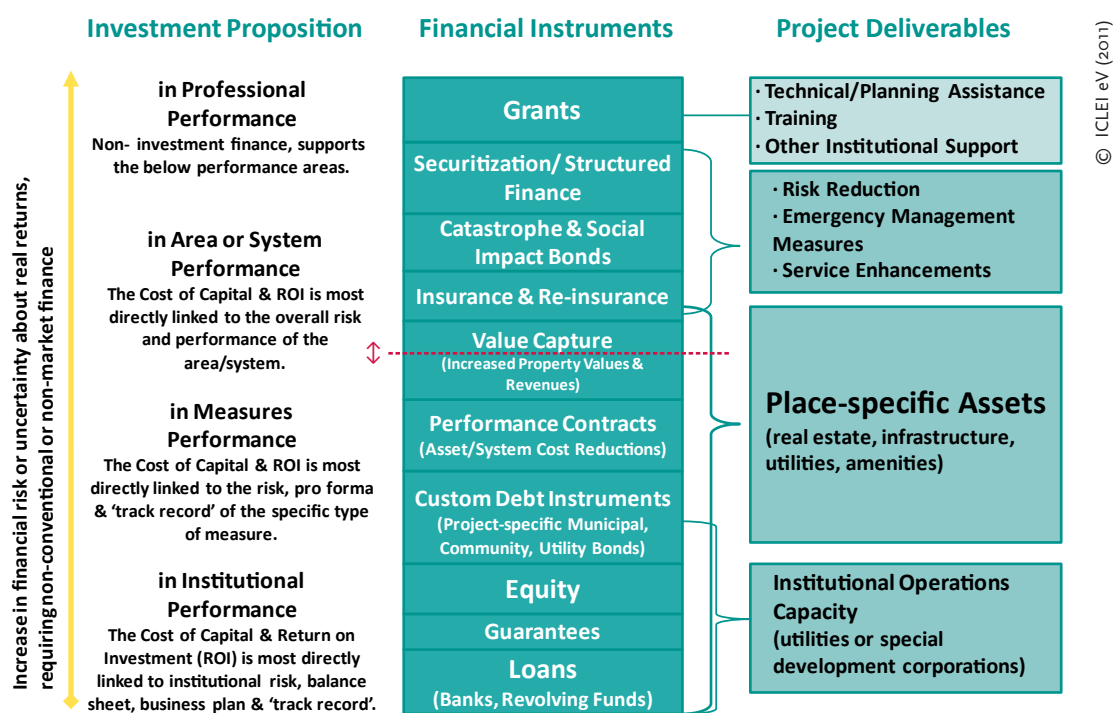 Investment Proposition
Financial Instruments
Project Deliverables
© ICLEI eV (2011)
Increase in financial risk or uncertainty about real returns,
requiring non-conventional or non-market finance
in Professional
Performance
Non- investment finance, supports
the below performance areas.
in Area or System
Performance
The Cost of Capital & ROI is most
directly linked to the overall risk
and performance of the
area/system.
in Measures
Performance
The Cost of Capital & ROI is most
directly linked to the risk, pro forma
& ‘track record’ of the specific type
of measure.
in Institutional
Performance
The Cost of Capital & Return on
Investment (ROI) is most directly
linked to institutional risk, balance
sheet, business plan & ‘track record’.
Grants
Securitization/ Structured
Finance
Catastrophe & Social
Impact Bonds
Insurance & Re-insurance
Value Capture
(Increased Property Values &
Revenues)
Performance Contracts
(Asset/System Cost Reductions)
Custom Debt Instruments
(Project-specific Municipal,
Community, Utility Bonds)
Equity
Guarantees
Loans
(Banks, Revolving Funds)
· Technical/Planning Assistance
· Training
· Other Institutional Support
· Risk Reduction
· Emergency Management
Measures
· Service Enhancements
Place-specific Assets
(real estate, infrastructure,
utilities, amenities)
Institutional Operations
Capacity
(utilities or special
development corporations)